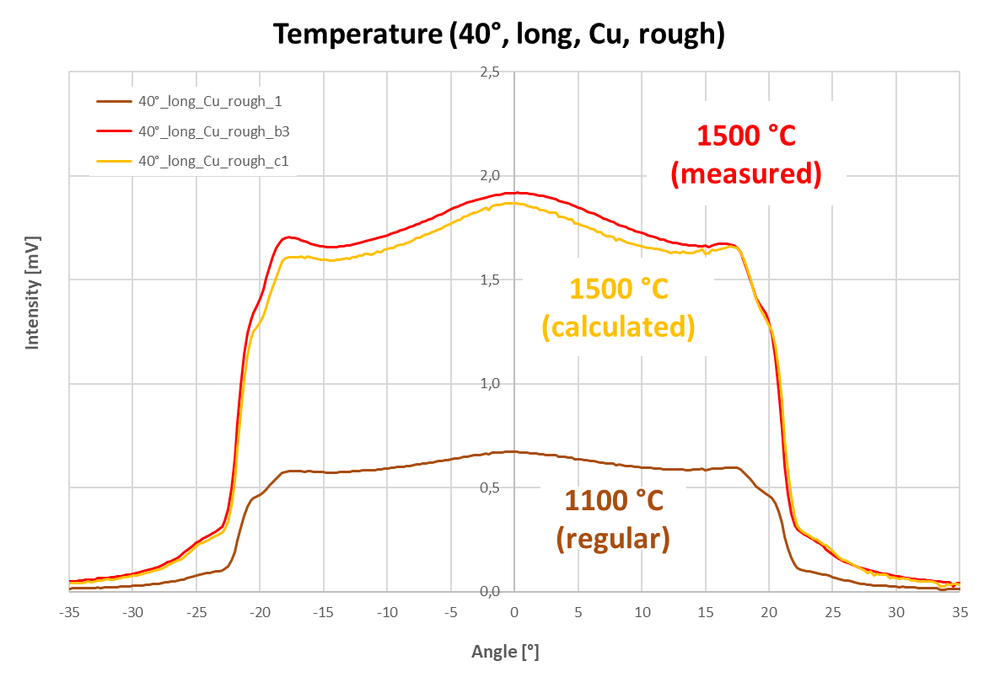 Temperature (40°, long, Cu, rough)
2,5
40°_long_Cu_rough_1
40°_long_Cu_rough_b3
40°_long_Cu_rough_c1
1500 °C
(measured)
2,0
Intensity [mV]
1,5
1500 °C
(calculated)
1,0
0,5
1100 °C
(regular)
0,0
-35 -30 -25 -20 -15 -10 -5 0 5 10 15 20 25 30 35
Angle [°]